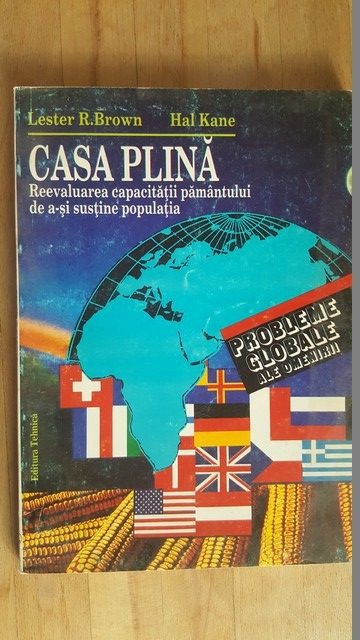 Lester R.Brown Hal Kane
CASA PLINĂ
Reevaluarea capacității pământului
de a-și susține populația
PROBLEME
GLOBALE
ALE OMENIRII
Editura Tehnică